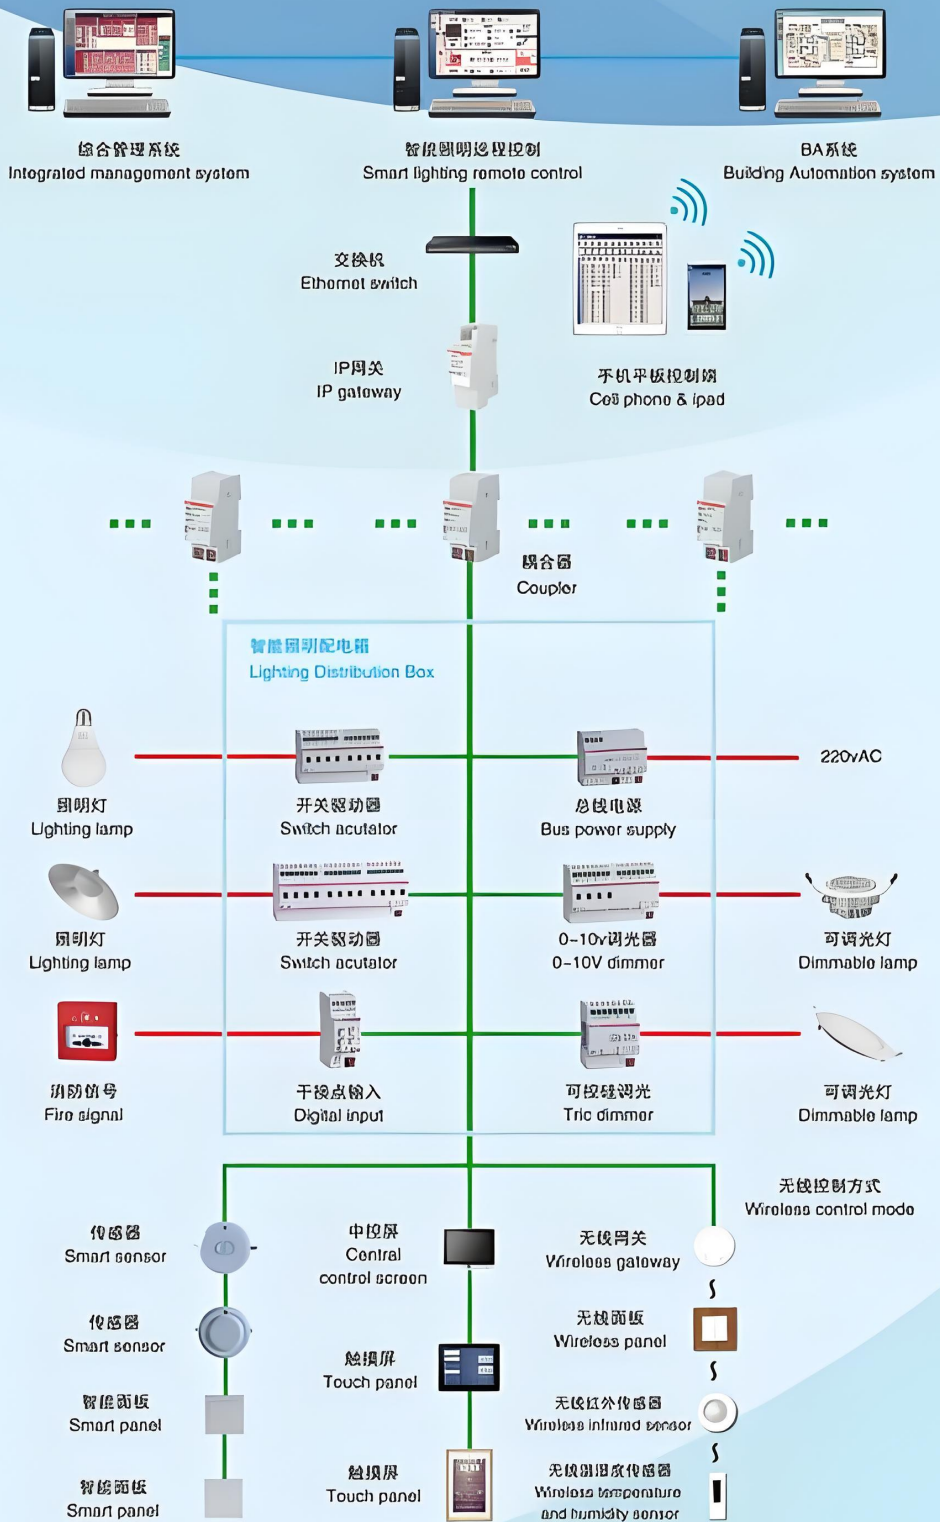 综合管理系统
Integrated management system
智能照明远程控制
Smart lighting remote control
BA系统
Building Automation system
交换机
Ethernet switch
IP网关
IP gateway
手机平板控制端
Cell phone & ipad
耦合器
Coupler
智能照明配电箱
Lighting Distribution Box
照明灯
Lighting lamp
开关驱动器
Switch acutator
总线电源
Bus power supply
220vAC
照明灯
Lighting lamp
开关驱动器
Switch acutator
0-10v调光器
0-10V dimmer
可调光灯
Dimmable lamp
消防信号
Fire signal
干接点输入
Digital input
可控硅调光
Tric dimmer
可调光灯
Dimmable lamp
无线控制方式
Wireless control mode
传感器
Smart sensor
中控屏
Central
control screen
无线网关
Wireless gateway
传感器
Smart sensor
触摸屏
Touch panel
无线面板
Wireless panel
智能面板
Smart panel
无线红外传感器
Wireless infrared sensor
智能面板
Smart panel
触摸屏
Touch panel
无线温湿度传感器
Wireless temperature
and humidity sensor